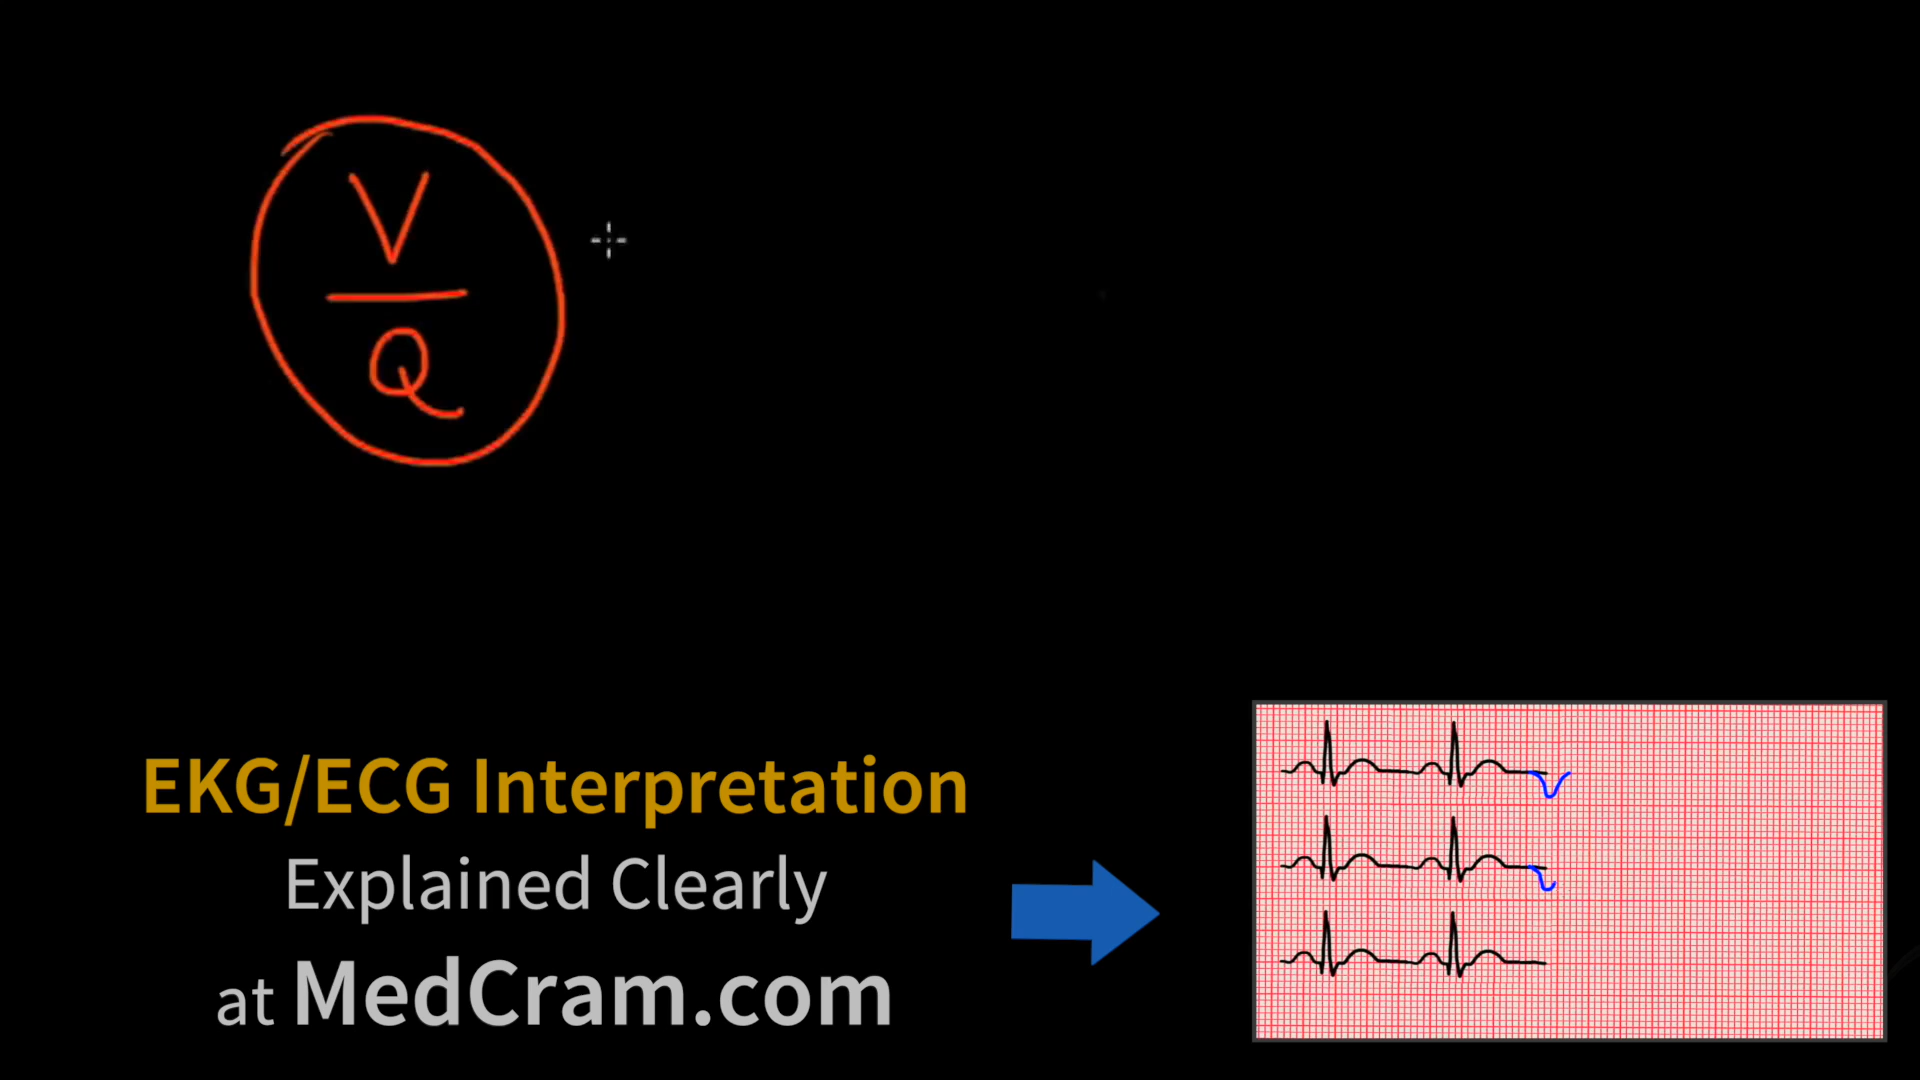 V
Q
EKG/ECG Interpretation
Explained Clearly
at MedCram.com